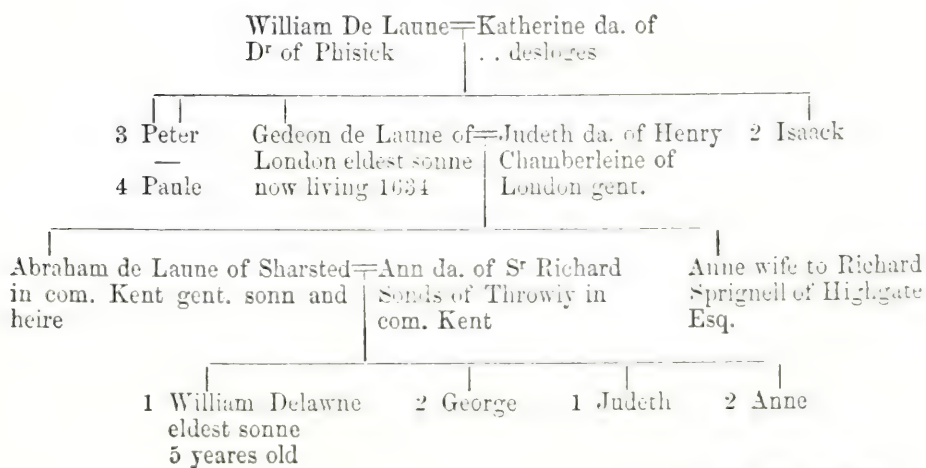 William De Laune=Katherine da. of
Dr of Phisick . . desloges
3 Peter
—
4 Paule
Gedeon de Laune of=Judeth da. of Henry
London eldest sonne Chamberleine of
now living 1634 London gent.
2 Isaack
Abraham de Laune of Sharsted=Ann da. of Sr Richard
in com. Kent gent. sonn and Sonds of Throwly in
heire com. Kent
Anne wife to Richard
Sprignell of Highgate
Esq.
1 William Delawne
eldest sonne
5 yeares old
2 George
1 Judeth
2 Anne